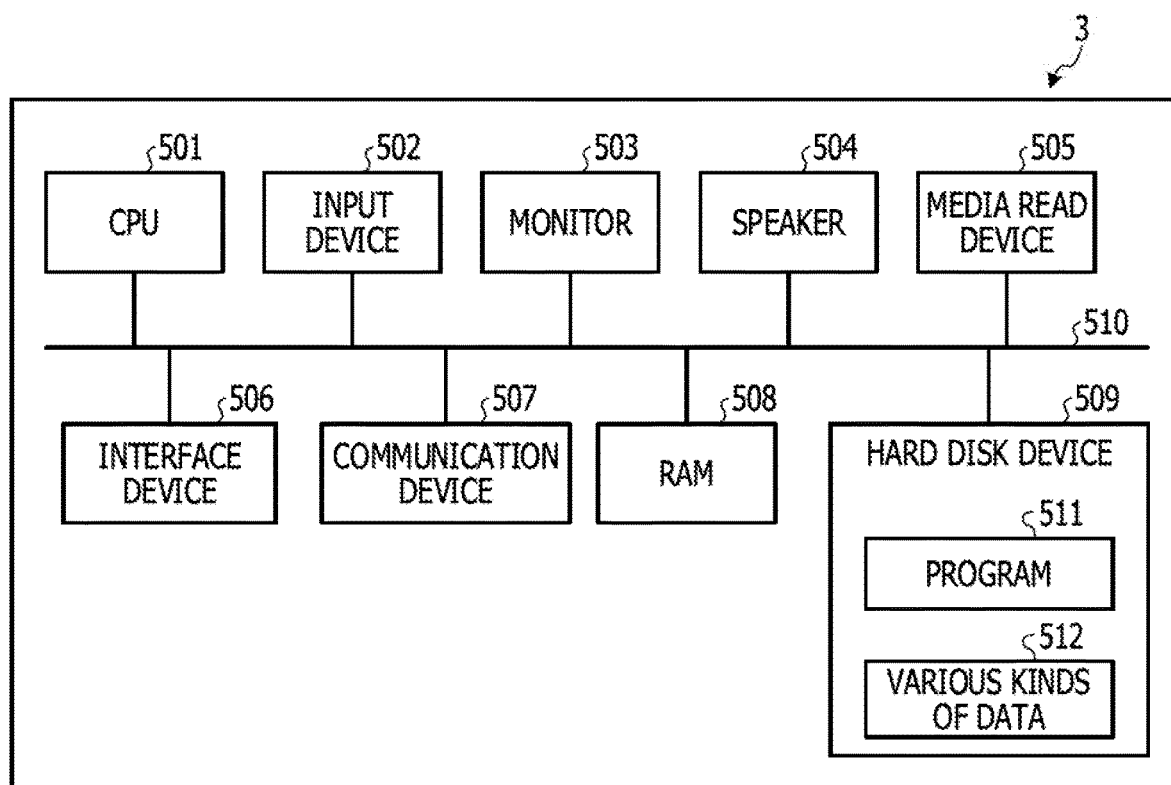 3
501
502
503
504
505
CPU
INPUT
DEVICE
MONITOR
SPEAKER
MEDIA READ
DEVICE
510
506
507
508
509
INTERFACE
DEVICE
COMMUNICATION
DEVICE
RAM
HARD DISK DEVICE
511
PROGRAM
512
VARIOUS KINDS
OF DATA